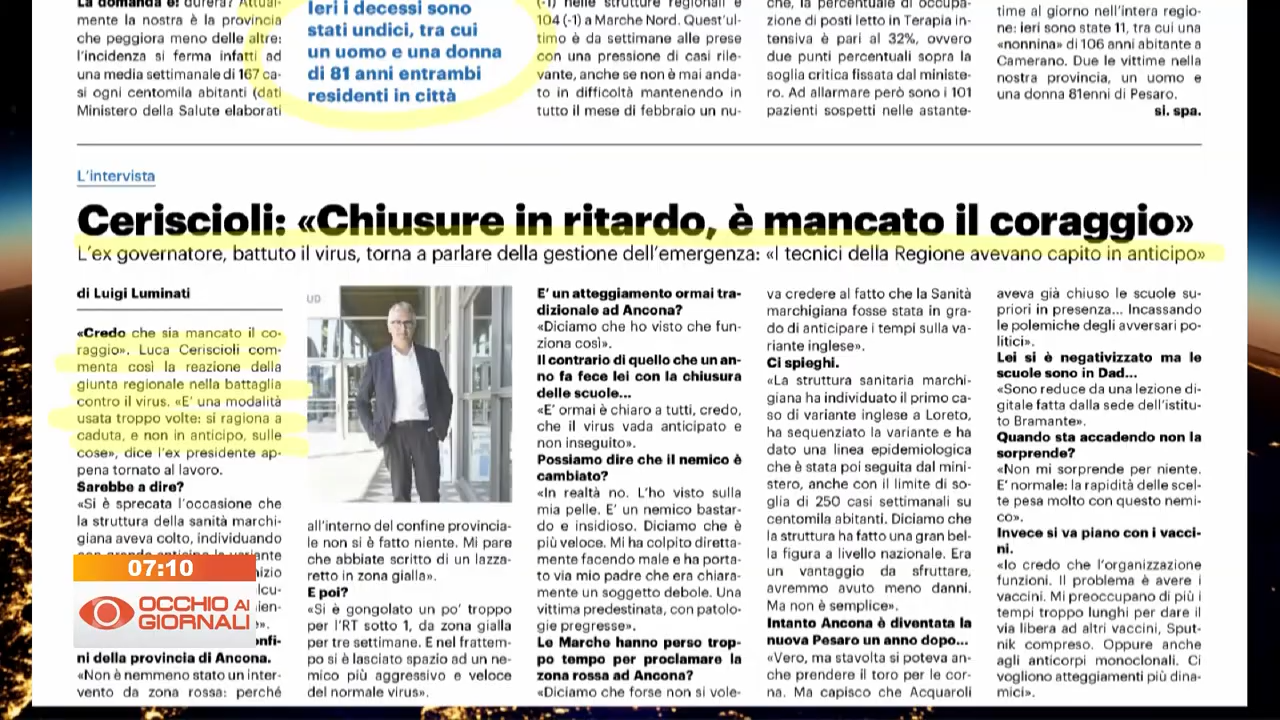 La domanda è: durerà? Attual-
mente la nostra è la provincia
che peggiora meno delle altre:
l'incidenza si ferma infatti ad
una media settimanale di 167 ca-
si ogni centomila abitanti (dati
Ministero della Salute elaborati
Ieri i decessi sono
stati undici, tra cui
un uomo e una donna
di 81 anni entrambi
residenti in città
(-1) nelle strutture regionali e
104 (-1) a Marche Nord. Quest'ul-
timo è da settimane alle prese
con una pressione di casi rile-
vante, anche se non è mai anda-
to in difficoltà mantenendo in
tutto il mese di febbraio un nu-
che, la percentuale di occupa-
zione di posti letto in Terapia in-
tensiva è pari al 32%, ovvero
due punti percentuali sopra la
soglia critica fissata dal ministe-
ro. Ad allarmare però sono i 101
pazienti sospetti nelle astante-
time al giorno nell'intera regio-
ne: ieri sono state 11, tra cui una
«nonnina» di 106 anni abitante a
Camerano. Due le vittime nella
nostra provincia, un uomo e
una donna 81enni di Pesaro.
si. spa.
L'intervista
Ceriscioli: «Chiusure in ritardo, è mancato il coraggio»
L'ex governatore, battuto il virus, torna a parlare della gestione dell'emergenza: «I tecnici della Regione avevano capito in anticipo»
di Luigi Luminati
«Credo che sia mancato il co-
raggio». Luca Ceriscioli com-
menta così la reazione della
giunta regionale nella battaglia
contro il virus. «E' una modalità
usata troppo volte: si ragiona a
caduta, e non in anticipo, sulle
cose», dice l'ex presidente ap-
pena tornato al lavoro.
Sarebbe a dire?
«Si è sprecata l'occasione che
la struttura della sanità marchi-
giana aveva colto, individuando
con grande anticipo la variante
nizio
lcu-
ien-
».
onfi-
ni della provincia di Ancona.
«Non è nemmeno stato un inter-
vento da zona rossa: perché
UD
all'interno del confine provincia-
le non si è fatto niente. Mi pare
che abbiate scritto di un lazza-
retto in zona gialla».
E poi?
«Si è gongolato un po' troppo
per l'RT sotto 1, da zona gialla
per tre settimane. E nel frattem-
po si è lasciato spazio ad un ne-
mico più aggressivo e veloce
del normale virus».
E' un atteggiamento ormai tra-
dizionale ad Ancona?
«Diciamo che ho visto che fun-
ziona così».
Il contrario di quello che un an-
no fa fece lei con la chiusura
delle scuole...
«E' ormai è chiaro a tutti, credo,
che il virus vada anticipato e
non inseguito».
Possiamo dire che il nemico è
cambiato?
«In realtà no. L'ho visto sulla
mia pelle. E' un nemico bastar-
do e insidioso. Diciamo che è
più veloce. Mi ha colpito diretta-
mente facendo male e ha porta-
to via mio padre che era chiara-
mente un soggetto debole. Una
vittima predestinata, con patolo-
gie pregresse».
Le Marche hanno perso trop-
po tempo per proclamare la
zona rossa ad Ancona?
«Diciamo che forse non si vole-
va credere al fatto che la Sanità
marchigiana fosse stata in gra-
do di anticipare i tempi sulla va-
riante inglese».
Ci spieghi.
«La struttura sanitaria marchi-
giana ha individuato il primo ca-
so di variante inglese a Loreto,
ha sequenziato la variante e ha
dato una linea epidemiologica
che è stata poi seguita dal mini-
stero, anche con il limite di so-
glia di 250 casi settimanali su
centomila abitanti. Diciamo che
la struttura ha fatto una gran bel-
la figura a livello nazionale. Era
un vantaggio da sfruttare,
avremmo avuto meno danni.
Ma non è semplice».
Intanto Ancona è diventata la
nuova Pesaro un anno dopo...
«Vero, ma stavolta si poteva an-
che prendere il toro per le cor-
na. Ma capisco che Acquaroli
aveva già chiuso le scuole su-
priori in presenza... Incassando
le polemiche degli avversari po-
litici».
Lei si è negativizzato ma le
scuole sono in Dad...
«Sono reduce da una lezione di-
gitale fatta dalla sede dell'istitu-
to Bramante».
Quando sta accadendo non la
sorprende?
«Non mi sorprende per niente.
E' normale: la rapidità delle scel-
te pesa molto con questo nemi-
co».
Invece si va piano con i vacci-
ni.
«Io credo che l'organizzazione
funzioni. Il problema è avere i
vaccini. Mi preoccupano di più i
tempi troppo lunghi per dare il
via libera ad altri vaccini, Sput-
nik compreso. Oppure anche
agli anticorpi monoclonali. Ci
vogliono atteggiamenti più dina-
mici».
07:10
OCCHIO AI
GIORNALI